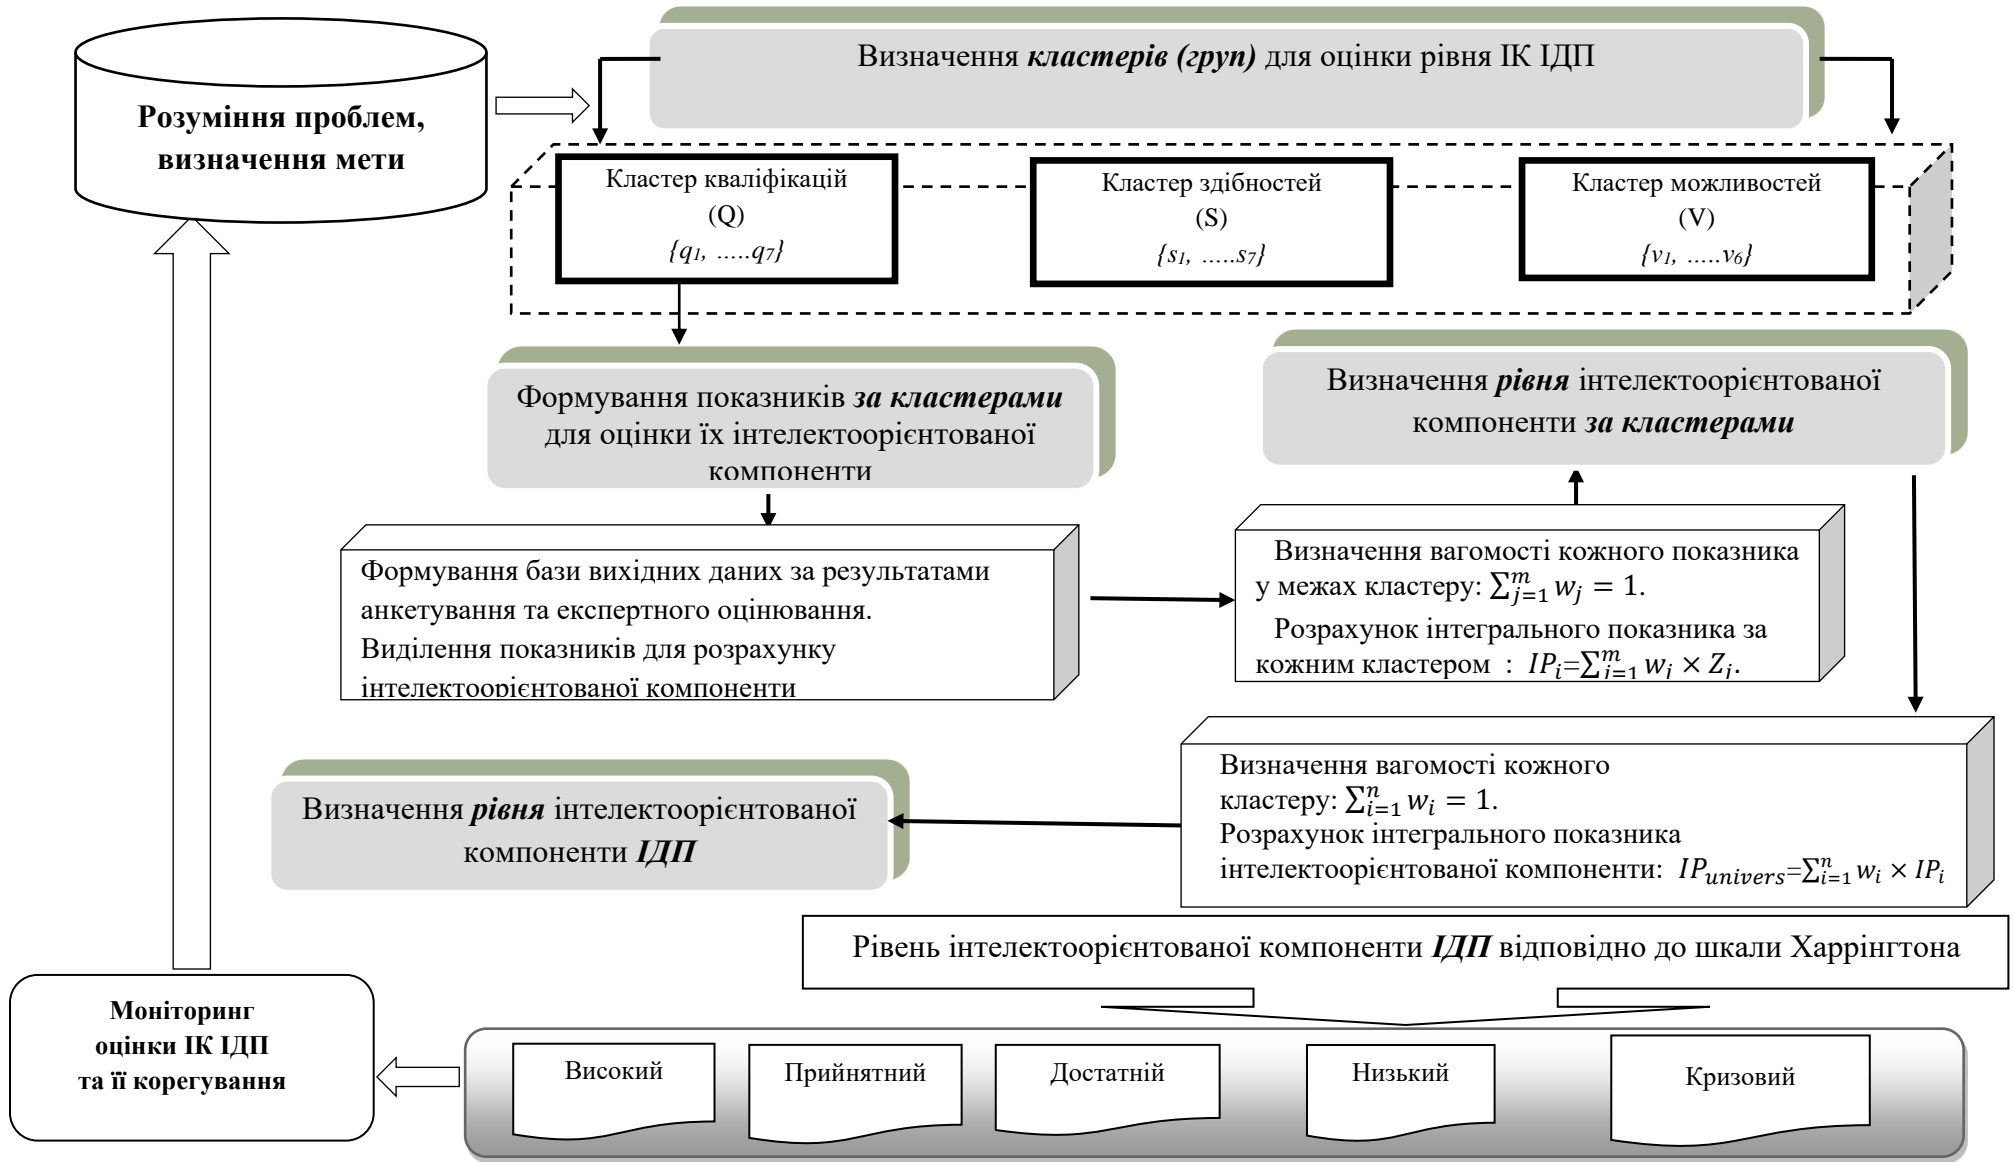 Визначення кластерів (груп) для оцінки рівня ІК ІДП
Розуміння проблем,
визначення мети
Кластер кваліфікацій
(Q)
{q1, .....q7}
Кластер здібностей
(S)
{s1, .....s7}
Кластер можливостей
(V)
{v1, .....v6}
Формування показників за кластерами
для оцінки їх інтелектоорієнтованої
компоненти
Визначення рівня інтелектоорієнтованої
компоненти за кластерами
Формування бази вихідних даних за результатами
анкетування та експертного оцінювання.
Виділення показників для розрахунку
інтелектоорієнтованої компоненти
Визначення вагомості кожного показника
у межах кластеру: ∑_{j=1}^{m} w_j = 1.
Розрахунок інтегрального показника за
кожним кластером : IP_i=∑_{j=1}^{m} w_j × Z_j.
Визначення вагомості кожного
кластеру: ∑_{i=1}^{n} w_i = 1.
Розрахунок інтегрального показника
інтелектоорієнтованої компоненти: IP_{univers}=∑_{i=1}^{n} w_i × IP_i
Визначення рівня інтелектоорієнтованої
компоненти ІДП
Рівень інтелектоорієнтованої компоненти ІДП відповідно до шкали Харрінгтона
Моніторинг
оцінки ІК ІДП
та її корегування
Високий
Прийнятний
Достатній
Низький
Кризовий